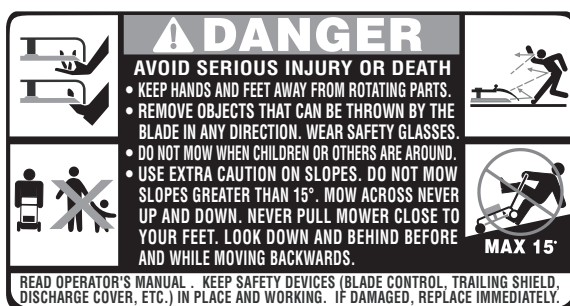 DANGER
AVOID SERIOUS INJURY OR DEATH
• KEEP HANDS AND FEET AWAY FROM ROTATING PARTS.
• REMOVE OBJECTS THAT CAN BE THROWN BY THE
BLADE IN ANY DIRECTION. WEAR SAFETY GLASSES.
• DO NOT MOW WHEN CHILDREN OR OTHERS ARE AROUND.
• USE EXTRA CAUTION ON SLOPES. DO NOT MOW
SLOPES GREATER THAN 15°. MOW ACROSS NEVER
UP AND DOWN. NEVER PULL MOWER CLOSE TO
YOUR FEET. LOOK DOWN AND BEHIND BEFORE
AND WHILE MOVING BACKWARDS.
MAX 15°
READ OPERATOR'S MANUAL . KEEP SAFETY DEVICES (BLADE CONTROL, TRAILING SHIELD,
DISCHARGE COVER, ETC.) IN PLACE AND WORKING. IF DAMAGED, REPLACE IMMEDIATELY.